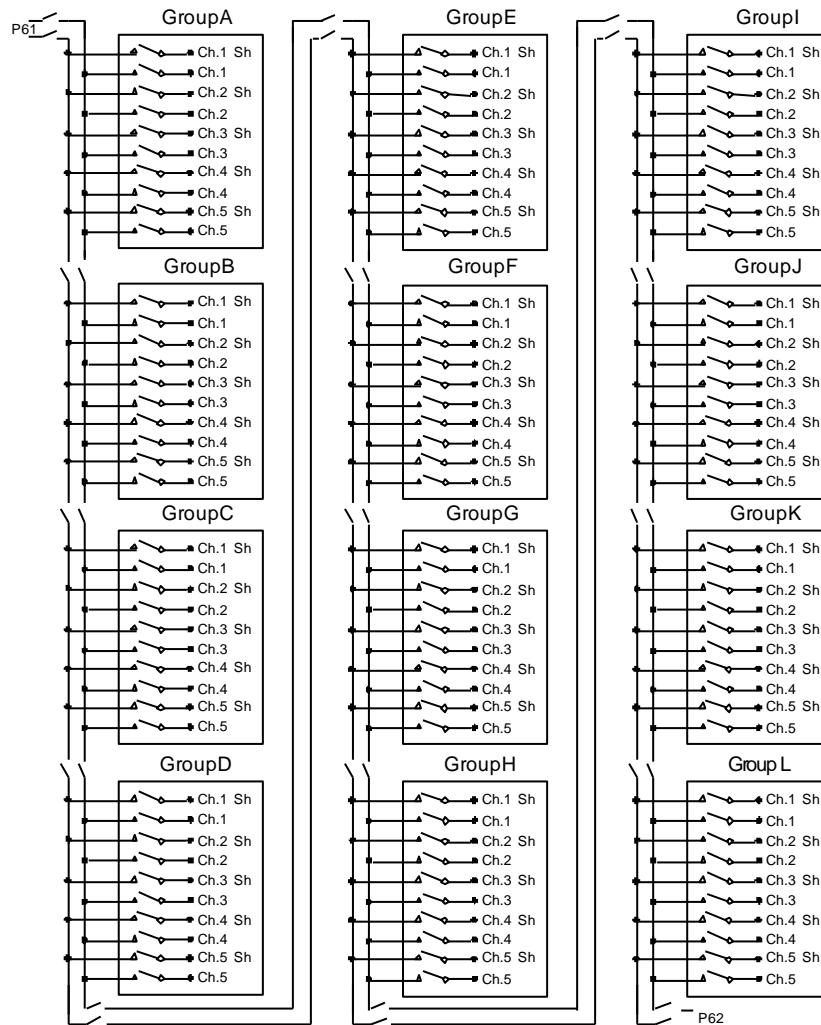 P61
GroupA
Ch.1 Sh
Ch.1
Ch.2 Sh
Ch.2
Ch.3 Sh
Ch.3
Ch.4 Sh
Ch.4
Ch.5 Sh
Ch.5
GroupB
Ch.1 Sh
Ch.1
Ch.2 Sh
Ch.2
Ch.3 Sh
Ch.3
Ch.4 Sh
Ch.4
Ch.5 Sh
Ch.5
GroupC
Ch.1 Sh
Ch.1
Ch.2 Sh
Ch.2
Ch.3 Sh
Ch.3
Ch.4 Sh
Ch.4
Ch.5 Sh
Ch.5
GroupD
Ch.1 Sh
Ch.1
Ch.2 Sh
Ch.2
Ch.3 Sh
Ch.3
Ch.4 Sh
Ch.4
Ch.5 Sh
Ch.5
GroupE
Ch.1 Sh
Ch.1
Ch.2 Sh
Ch.2
Ch.3 Sh
Ch.3
Ch.4 Sh
Ch.4
Ch.5 Sh
Ch.5
GroupF
Ch.1 Sh
Ch.1
Ch.2 Sh
Ch.2
Ch.3 Sh
Ch.3
Ch.4 Sh
Ch.4
Ch.5 Sh
Ch.5
GroupG
Ch.1 Sh
Ch.1
Ch.2 Sh
Ch.2
Ch.3 Sh
Ch.3
Ch.4 Sh
Ch.4
Ch.5 Sh
Ch.5
GroupH
Ch.1 Sh
Ch.1
Ch.2 Sh
Ch.2
Ch.3 Sh
Ch.3
Ch.4 Sh
Ch.4
Ch.5 Sh
Ch.5
GroupI
Ch.1 Sh
Ch.1
Ch.2 Sh
Ch.2
Ch.3 Sh
Ch.3
Ch.4 Sh
Ch.4
Ch.5 Sh
Ch.5
GroupJ
Ch.1 Sh
Ch.1
Ch.2 Sh
Ch.2
Ch.3 Sh
Ch.3
Ch.4 Sh
Ch.4
Ch.5 Sh
Ch.5
GroupK
Ch.1 Sh
Ch.1
Ch.2 Sh
Ch.2
Ch.3 Sh
Ch.3
Ch.4 Sh
Ch.4
Ch.5 Sh
Ch.5
Group L
Ch.1 Sh
Ch.1
Ch.2 Sh
Ch.2
Ch.3 Sh
Ch.3
Ch.4 Sh
Ch.4
Ch.5 Sh
Ch.5
P62